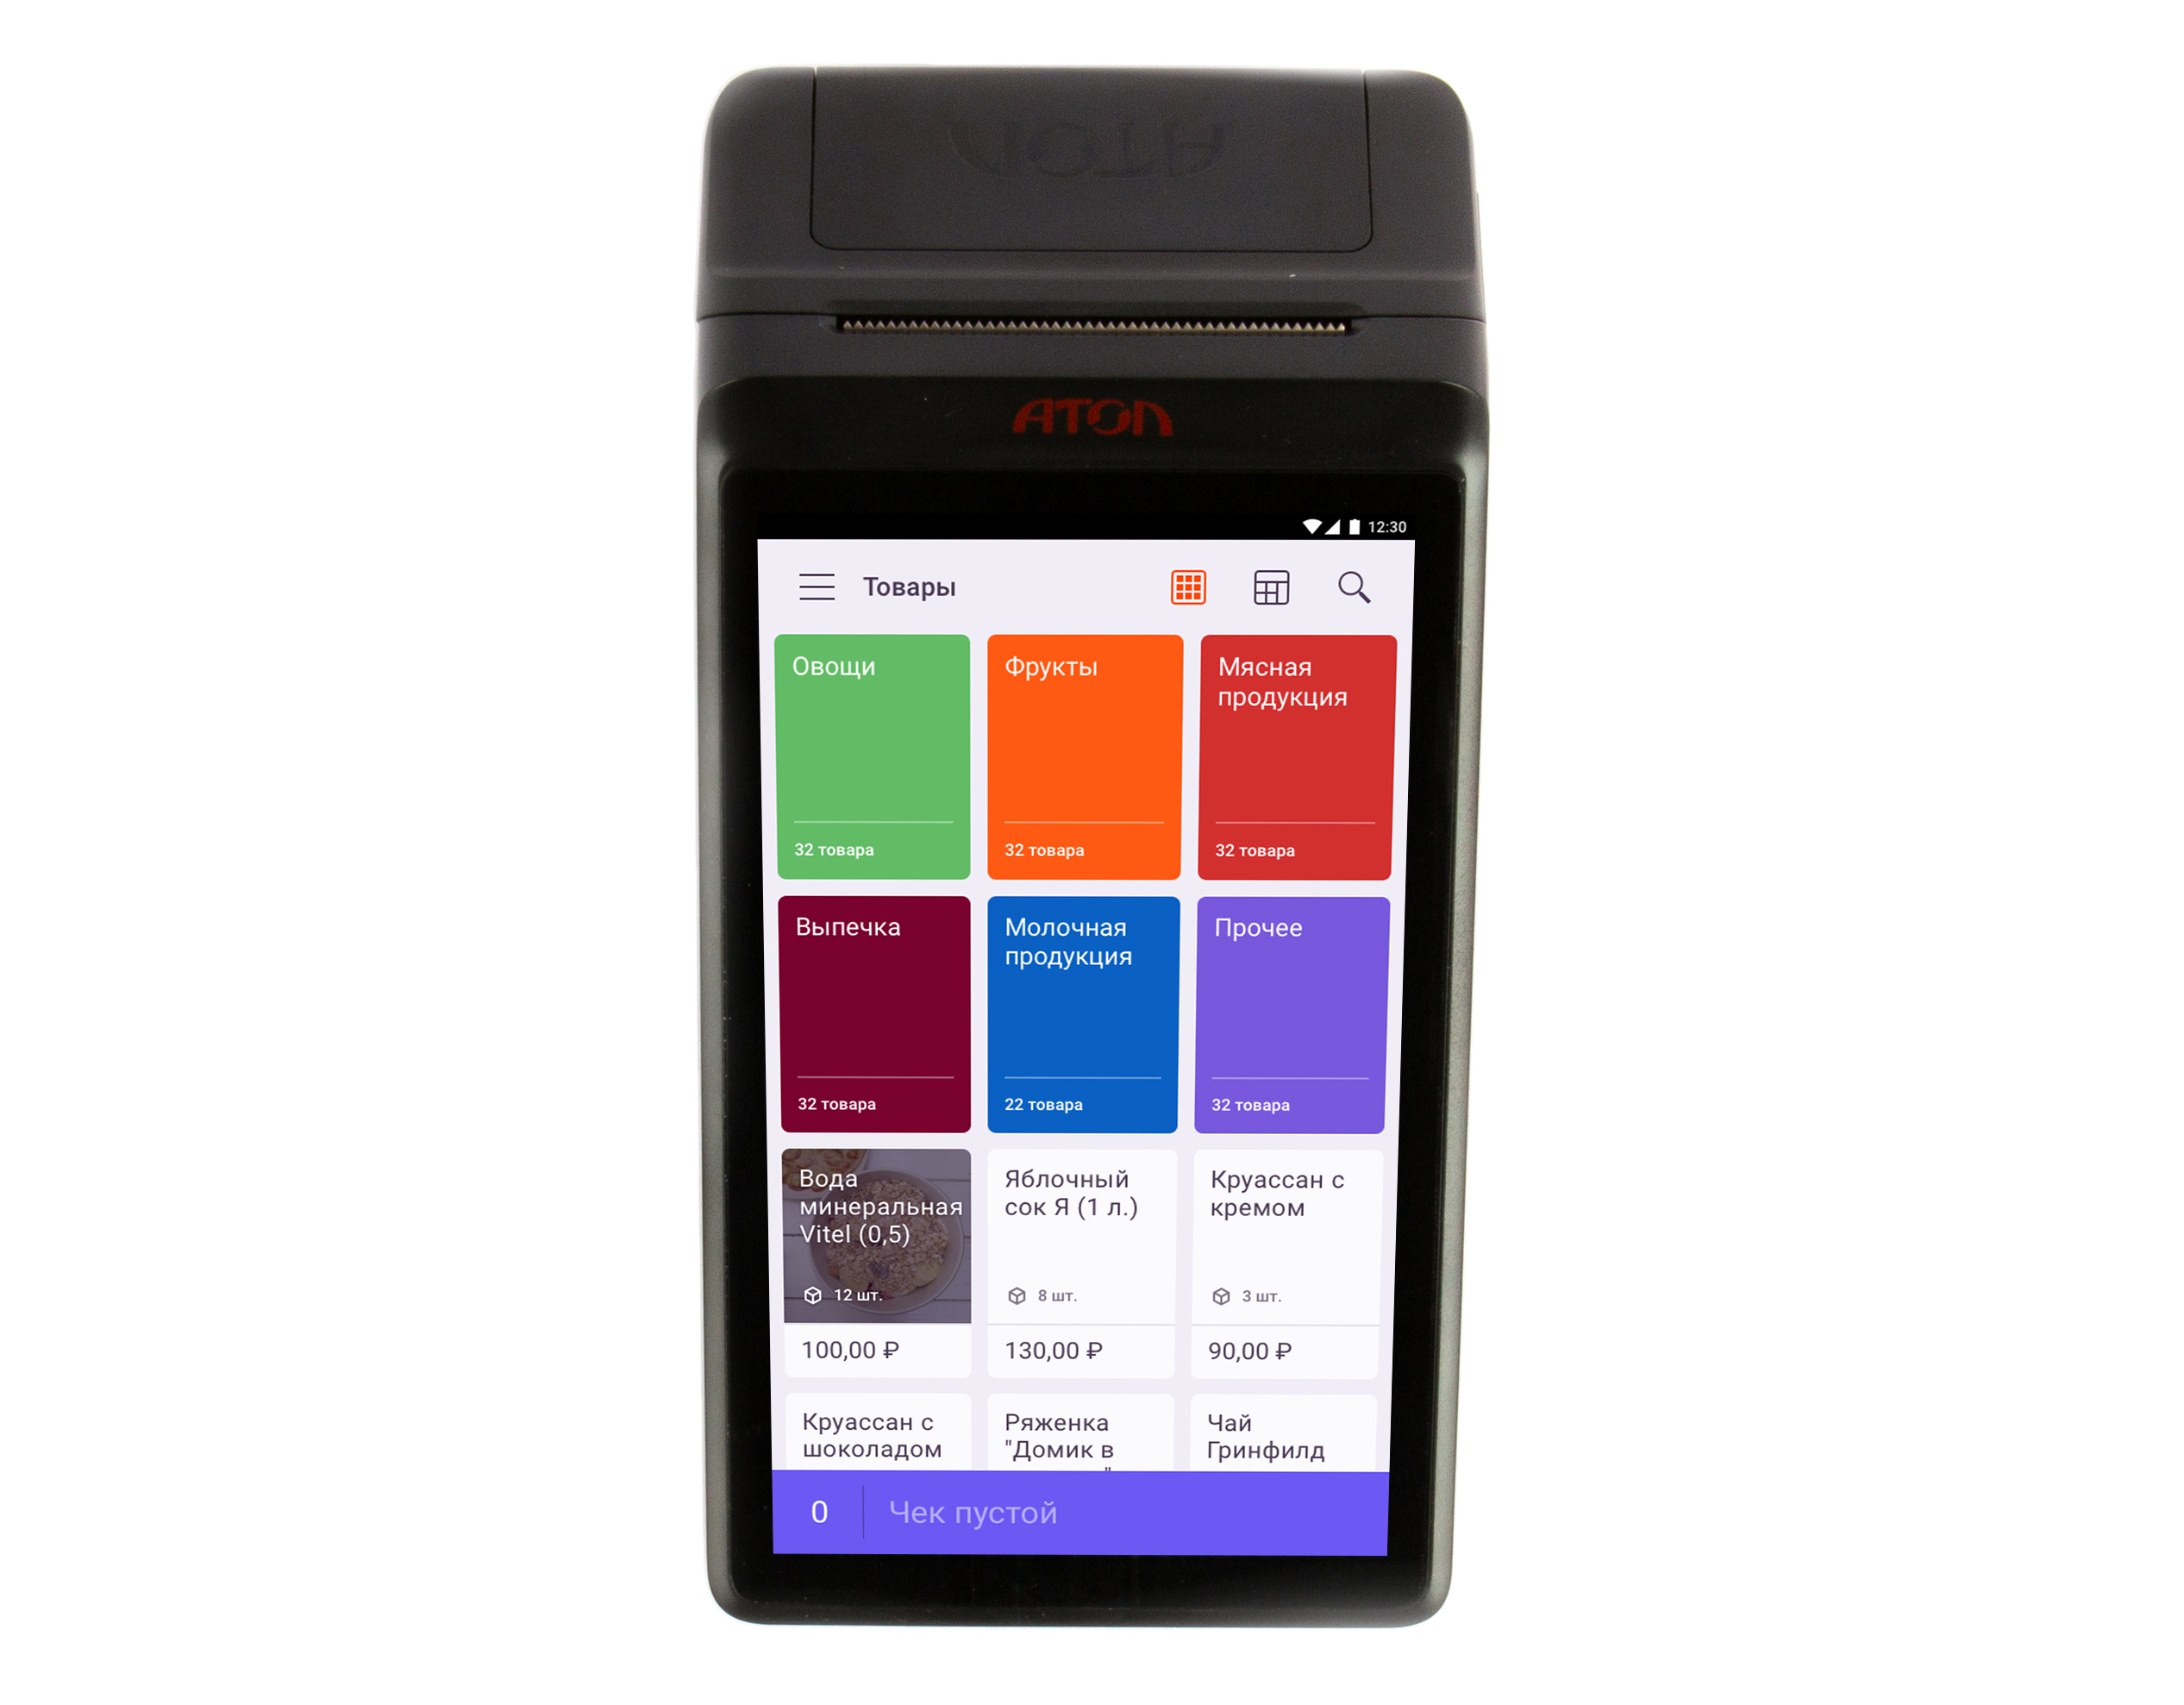 АТОЛ
АТОЛ
12:30
Товары
Овощи
32 товара
Фрукты
32 товара
Мясная
продукция
32 товара
Выпечка
32 товара
Молочная
продукция
22 товара
Прочее
32 товара
Вода
минеральная
Vitel (0,5)
12 шт.
100,00 ₽
Яблочный
сок Я (1 л.)
8 шт.
130,00 ₽
Круассан с
кремом
3 шт.
90,00 ₽
Круассан с
шоколадом
Ряженка
"Домик в
Чай
Гринфилд
0
Чек пустой